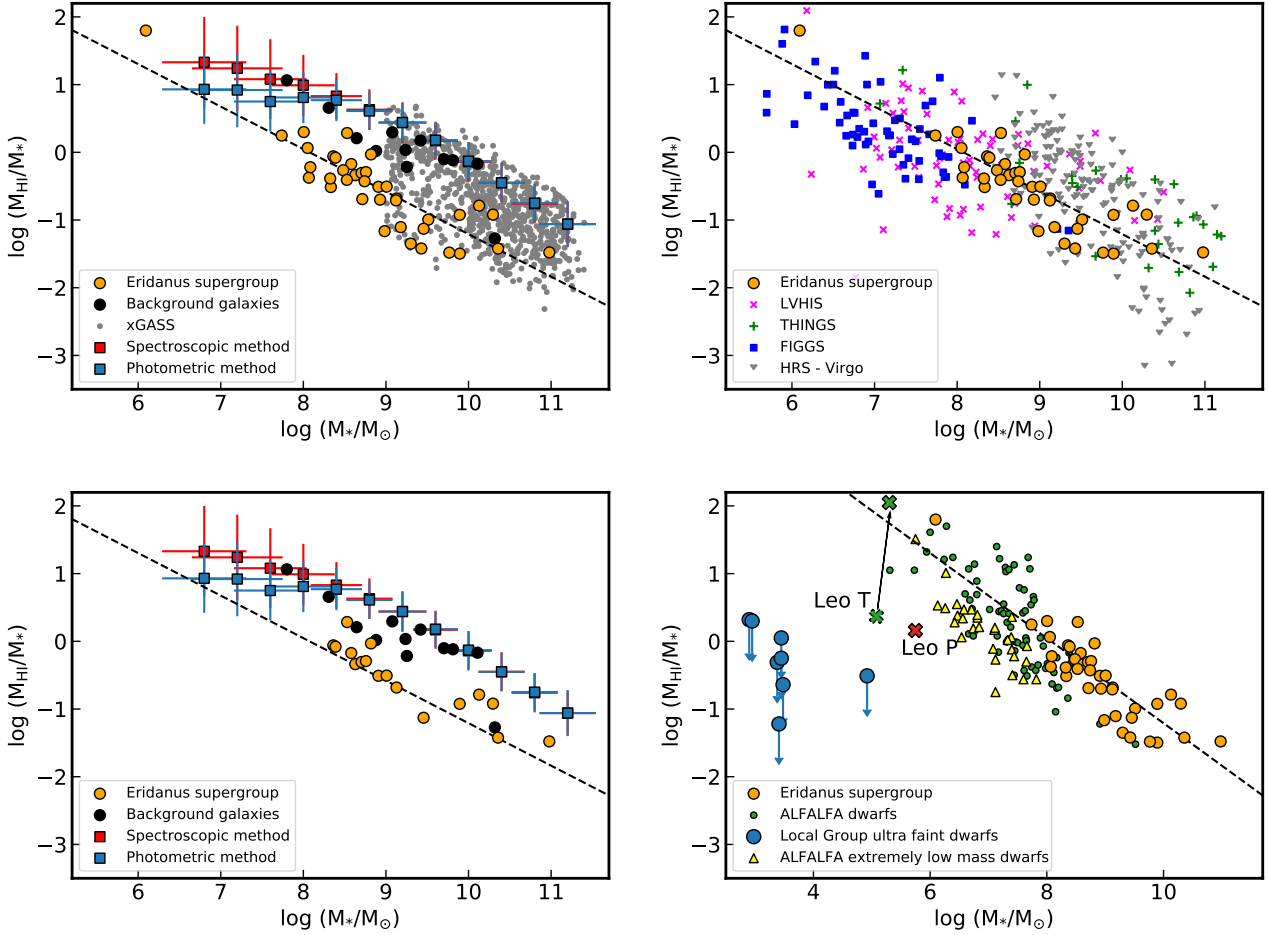 2
1
0
−1
−2
−3
log (M_HI/M_*)
6 7 8 9 10 11
log (M_*/M_⊙)
Eridanus supergroup
Background galaxies
xGASS
Spectroscopic method
Photometric method
2
1
0
−1
−2
−3
log (M_HI/M_*)
6 7 8 9 10 11
log (M_*/M_⊙)
Eridanus supergroup
LVHIS
THINGS
FIGGS
HRS - Virgo
2
1
0
−1
−2
−3
log (M_HI/M_*)
6 7 8 9 10 11
log (M_*/M_⊙)
Eridanus supergroup
Background galaxies
Spectroscopic method
Photometric method
2
1
0
−1
−2
−3
log (M_HI/M_*)
4 6 8 10
log (M_*/M_⊙)
Leo T
Leo P
Eridanus supergroup
ALFALFA dwarfs
Local Group ultra faint dwarfs
ALFALFA extremely low mass dwarfs